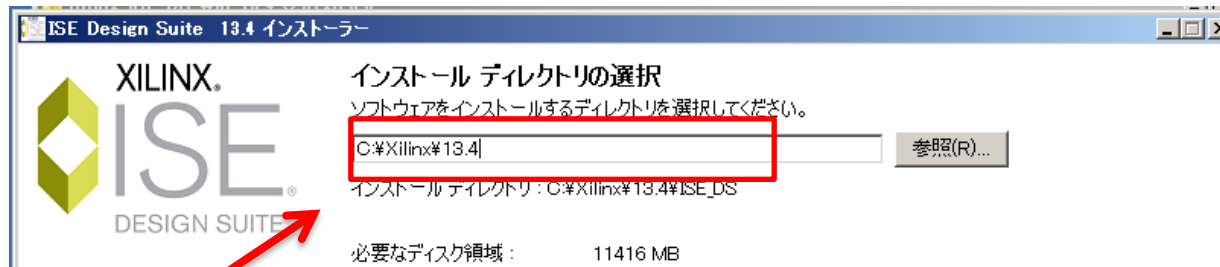 ISE Design Suite 13.4 インストーラー
XILINX®
インストール ディレクトリの選択
ソフトウェアをインストールするディレクトリを選択してください。
ISE®
C:¥Xilinx¥13.4
参照(R)...
インストール ディレクトリ : C:¥Xilinx¥13.4¥ISE_DS
DESIGN SUITE
必要なディスク領域 : 11416 MB